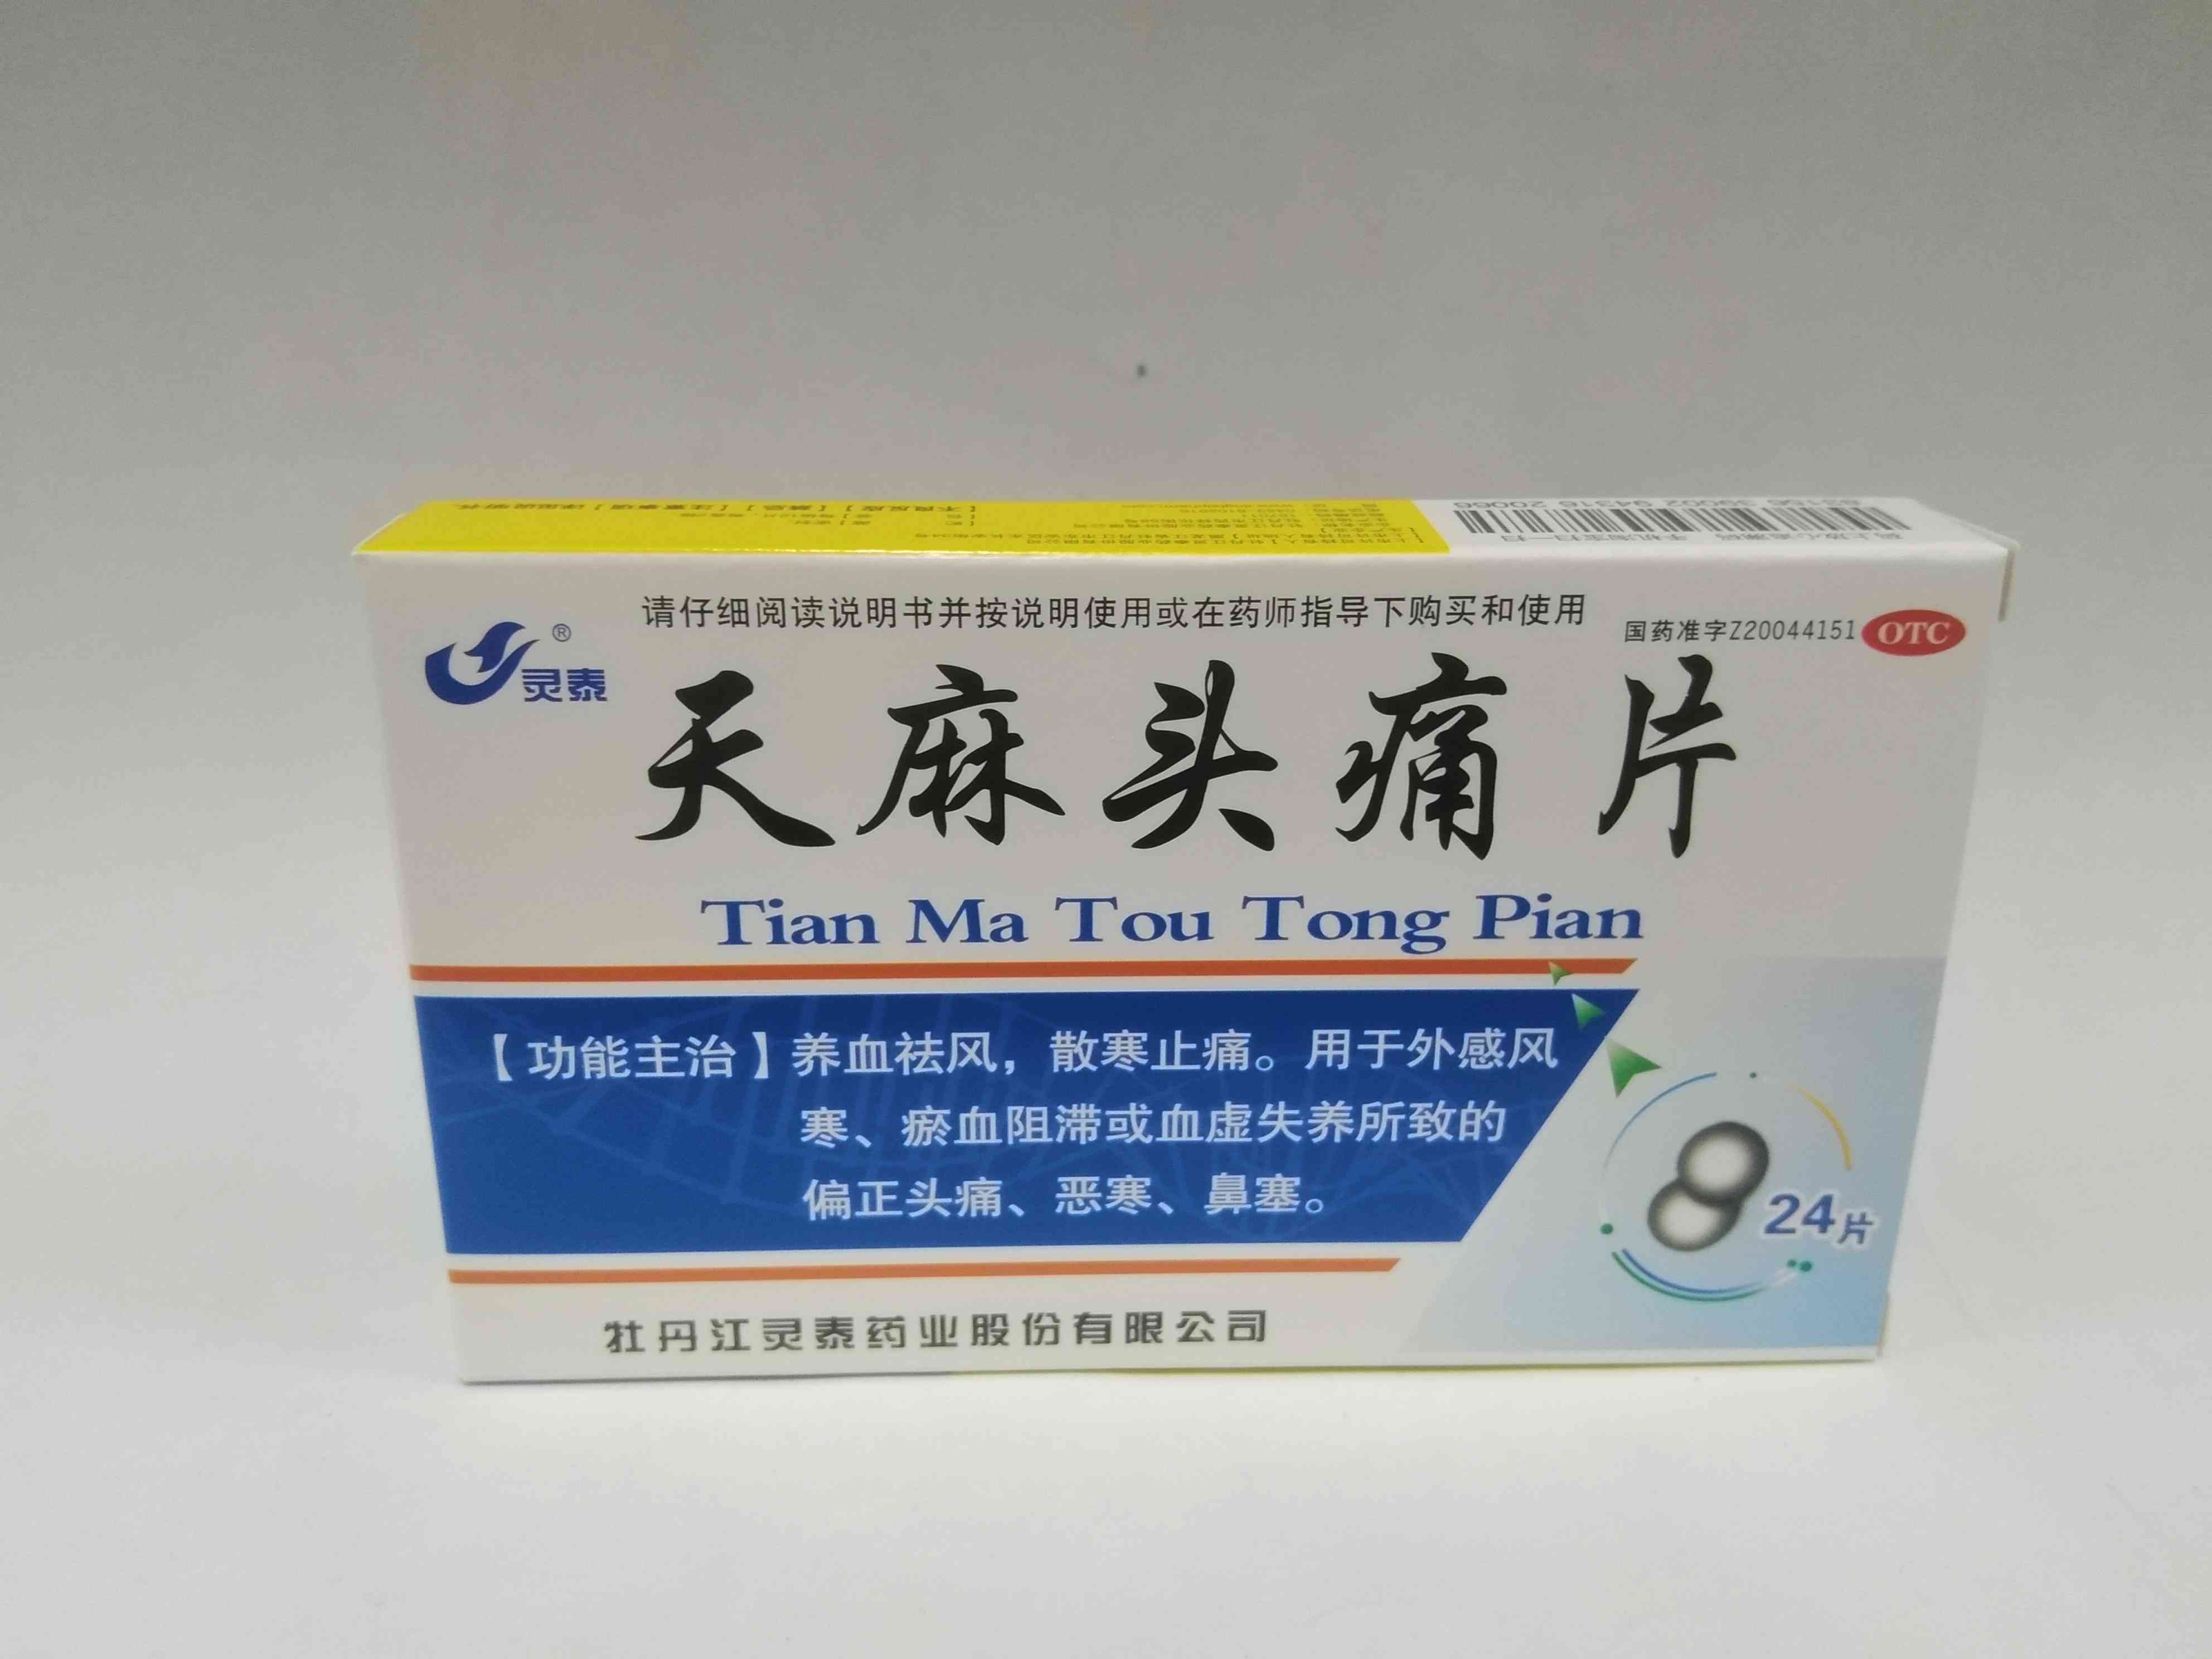 请仔细阅读说明书并按说明使用或在药师指导下购买和使用
国药准字Z20044151 OTC
灵泰®
天麻头痛片
Tian Ma Tou Tong Pian
【功能主治】养血祛风，散寒止痛。用于外感风
寒、瘀血阻滞或血虚失养所致的
偏正头痛、恶寒、鼻塞。
24片
牡丹江灵泰药业股份有限公司